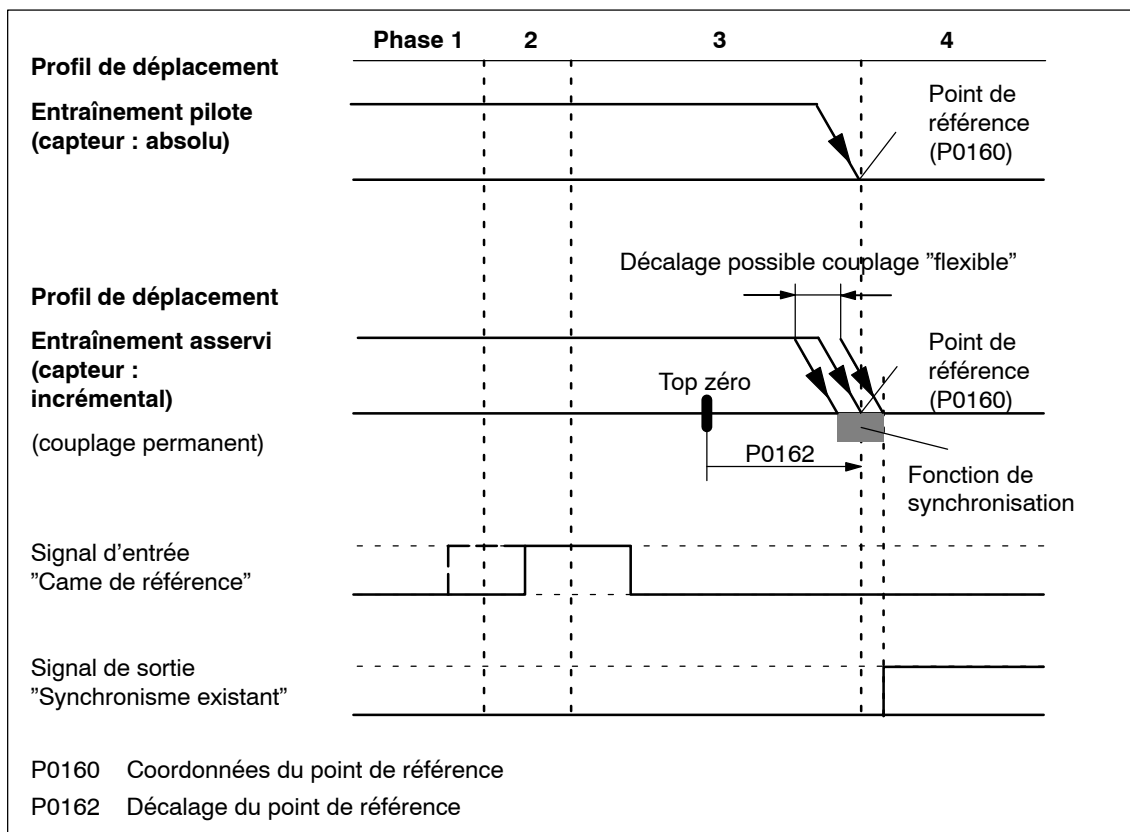 Phase 1 2 3 4
Profil de déplacement
Entraînement pilote
(capteur : absolu)
Point de
référence
(P0160)
Décalage possible couplage ”flexible”
Profil de déplacement
Entraînement asservi
(capteur :
incrémental)
(couplage permanent)
Top zéro
Point de
référence
(P0160)
P0162
Fonction de
synchronisation
Signal d'entrée
”Came de référence”
Signal de sortie
”Synchronisme existant”
P0160 Coordonnées du point de référence
P0162 Décalage du point de référence